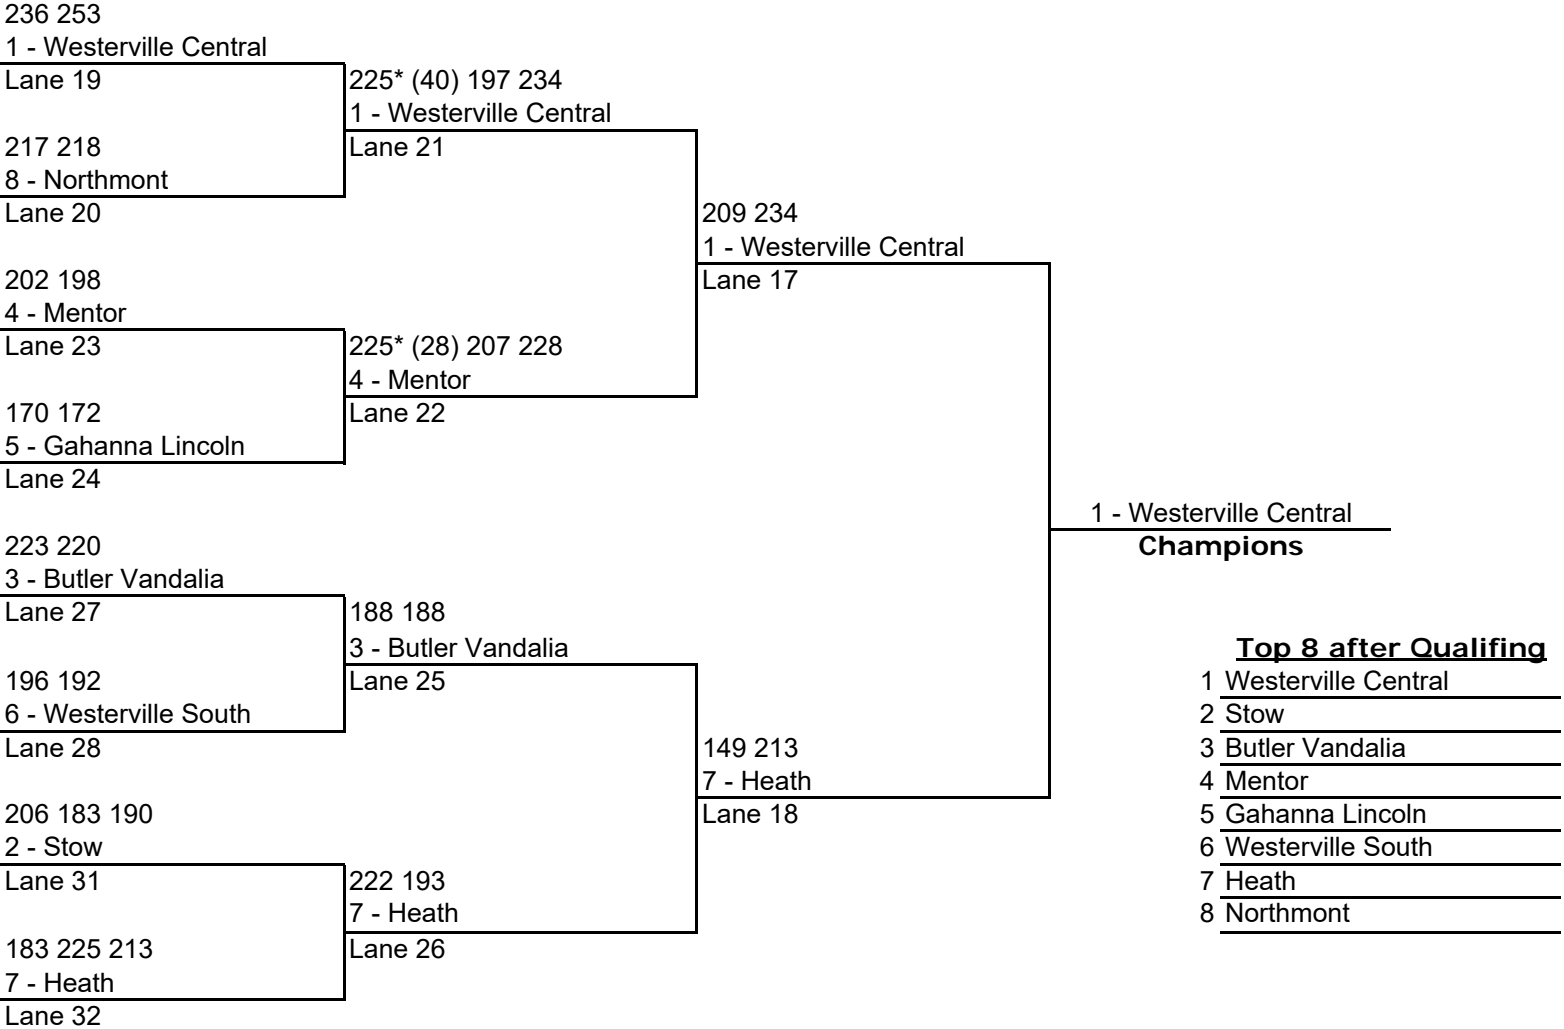 236 253
1 - Westerville Central
Lane 19
217 218
8 - Northmont
Lane 20
202 198
4 - Mentor
Lane 23
170 172
5 - Gahanna Lincoln
Lane 24
223 220
3 - Butler Vandalia
Lane 27
196 192
6 - Westerville South
Lane 28
206 183 190
2 - Stow
Lane 31
183 225 213
7 - Heath
Lane 32
225* (40) 197 234
1 - Westerville Central
Lane 21
225* (28) 207 228
4 - Mentor
Lane 22
188 188
3 - Butler Vandalia
Lane 25
222 193
7 - Heath
Lane 26
209 234
1 - Westerville Central
Lane 17
149 213
7 - Heath
Lane 18
1 - Westerville Central
Champions
Top 8 after Qualifing
1 Westerville Central
2 Stow
3 Butler Vandalia
4 Mentor
5 Gahanna Lincoln
6 Westerville South
7 Heath
8 Northmont